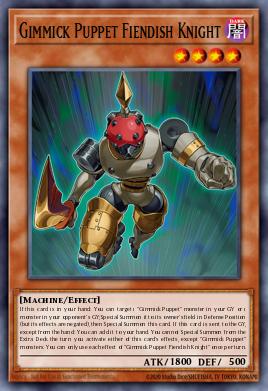 GIMMICK PUPPET FIENDISH KNIGHT
DARK
闇
[MACHINE/EFFECT]
If this card is in your hand: You can target 1 "Gimmick Puppet" monster in your GY or 1
monster in your opponent's GY; Special Summon it to its owner's field in Defense Position
(but its effects are negated), then Special Summon this card. If this card is sent to the GY,
except from the hand: You can add it to your hand. You cannot Special Summon from the
Extra Deck the turn you activate either of this card's effects, except "Gimmick Puppet"
monsters. You can only use each effect of "Gimmick Puppet Fiendish Knight" once per turn.
ATK/1800 DEF/ 500